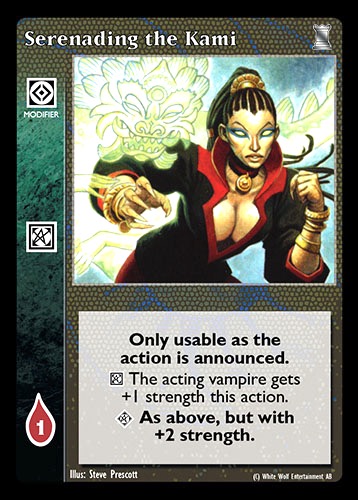 Serenading the Kami
MODIFIER
Only usable as the
action is announced.
The acting vampire gets
+1 strength this action.
As above, but with
+2 strength.
1
Illus: Steve Prescott
(C) White Wolf Entertainment AB